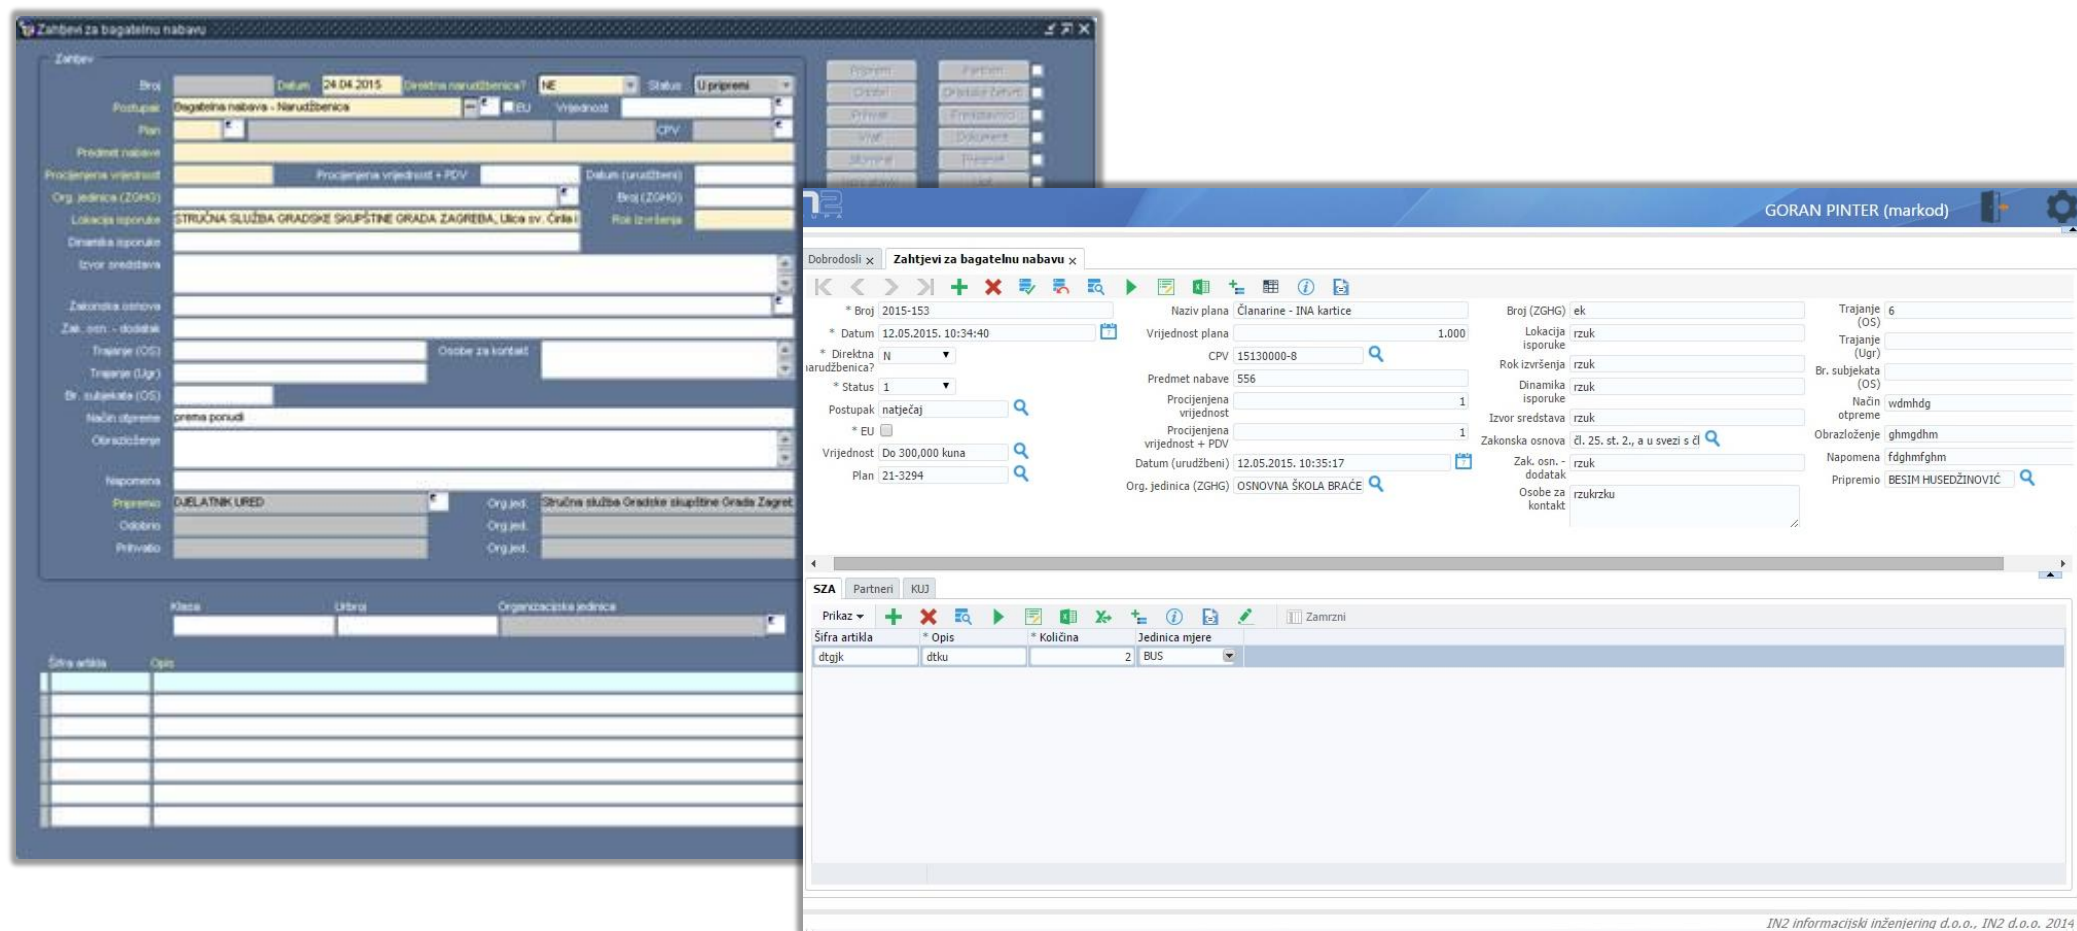 Zahtjevi za bagatelnu nabavu
Zahtjev
Broj Datum 24.04.2015 Direktna narudžbenica? NE Status U pripremi
Postupak Bagatelna nabava - Narudžbenica EU Vrijednost
Plan CPV
Predmet nabave
Procijenjena vrijednost Procijenjena vrijednost + PDV Datum (urudžbeni)
Org. jedinica (ZGHG) Broj (ZGHG)
Lokacija isporuke STRUČNA SLUŽBA GRADSKE SKUPŠTINE GRADA ZAGREBA, Ulica sv. Ćirila i Rok izvršenja
Dinamika isporuke
Izvor sredstava
Zakonska osnova
Zak. osn. - dodatak
Trajanje (OS) Osobe za kontakt
Trajanje (Ugr)
Br. subjekata (OS)
Način otpreme prema ponudi
Obrazloženje
Napomena
Pripremio DJELATNIK URED Org.jed. Stručna služba Gradske skupštine Grada Zagreb
Odobrio Org.jed.
Prihvatio Org.jed.
Klasa Urbroj Organizacijska jedinica
Šifra artikla Opis
GORAN PINTER (markod)
Dobrodosli x Zahtjevi za bagatelnu nabavu x
* Broj 2015-153
* Datum 12.05.2015. 10:34:40
* Direktna
narudžbenica? N
* Status 1
Postupak natječaj
* EU
Vrijednost Do 300,000 kuna
Plan 21-3294
Naziv plana Članarine - INA kartice
Vrijednost plana 1.000
CPV 15130000-8
Predmet nabave 556
Procijenjena
vrijednost 1
Procijenjena
vrijednost + PDV 1
Datum (urudžbeni) 12.05.2015. 10:35:17
Org. jedinica (ZGHG) OSNOVNA ŠKOLA BRAĆE
Broj (ZGHG) ek
Lokacija
isporuke rzuk
Rok izvršenja rzuk
Dinamika
isporuke rzuk
Izvor sredstava rzuk
Zakonska osnova čl. 25. st. 2., a u svezi s čl
Zak. osn. -
dodatak rzuk
Osobe za
kontakt rzukrzku
Trajanje
(OS) 6
Trajanje
(Ugr)
Br. subjekata
(OS)
Način
otpreme wdmhdg
Obrazloženje ghmgdhm
Napomena fdghmfghm
Pripremio BESIM HUSEDŽINOVIĆ
SZA Partneri KUJ
Prikaz Zamrzni
Šifra artikla * Opis * Količina Jedinica mjere
dtgjk dtku 2 BUS
IN2 informacijski inženjering d.o.o., IN2 d.o.o. 2014